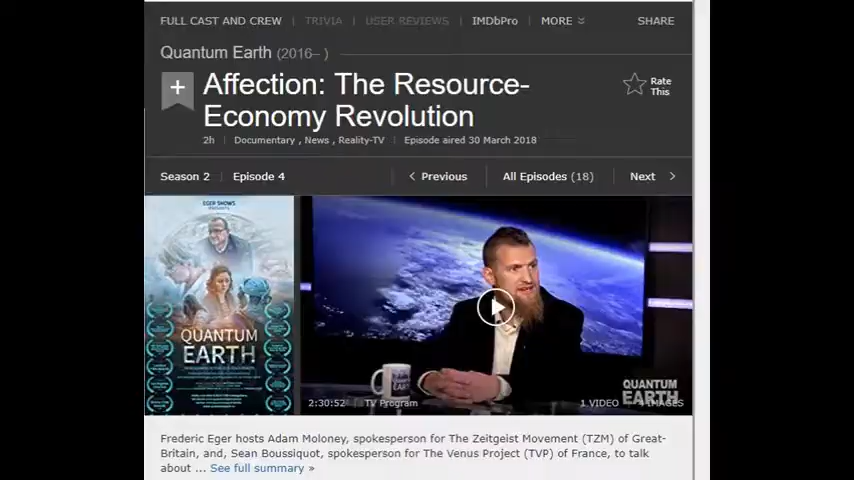 FULL CAST AND CREW | TRIVIA | USER REVIEWS | IMDbPro | MORE | SHARE
Quantum Earth (2016– )
+ Affection: The Resource-
Economy Revolution
Rate
This
2h | Documentary , News , Reality-TV | Episode aired 30 March 2018
Season 2 | Episode 4
Previous | All Episodes (18) | Next
EGER SHOWS
QUANTUM
EARTH
2:30:52 | TV Program
1 VIDEO | IMAGES
QUANTUM
EARTH
Frederic Eger hosts Adam Moloney, spokesperson for The Zeitgeist Movement (TZM) of Great-
Britain, and, Sean Boussiquot, spokesperson for The Venus Project (TVP) of France, to talk
about ... See full summary »